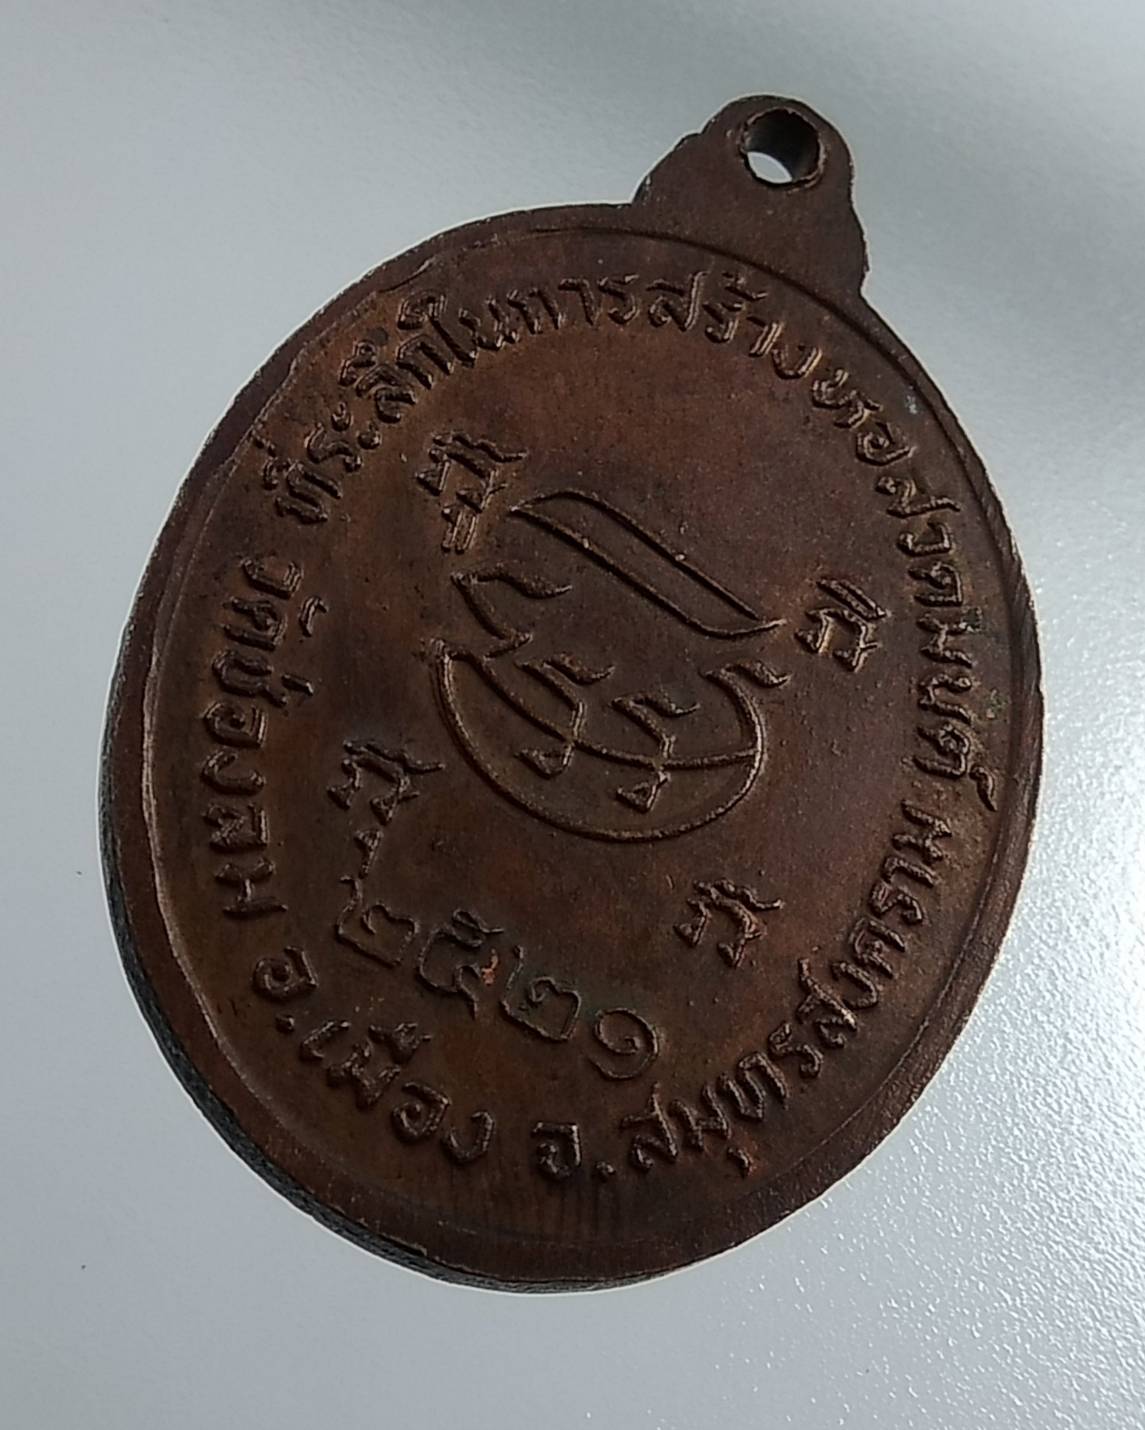 ที่ระลึกในการสร้างหอสวดมนต์
วัดช่องลม อ.เมือง จ.สมุทรสงคราม
๒๕๒๑